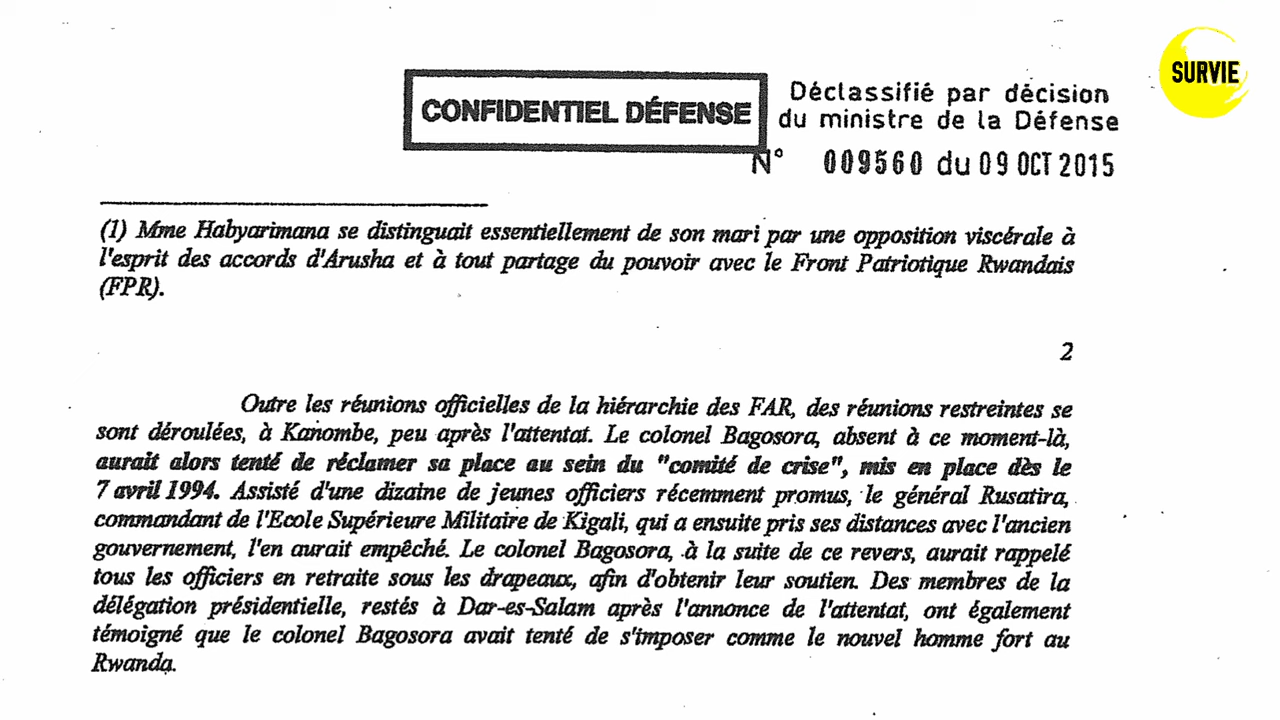 SURVIE
CONFIDENTIEL DÉFENSE
Déclassifié par décision
du ministre de la Défense
N° 009560 du 09 OCT 2015
(1) Mme Habyarimana se distinguait essentiellement de son mari par une opposition viscérale à
l'esprit des accords d'Arusha et à tout partage du pouvoir avec le Front Patriotique Rwandais
(FPR).
2
Outre les réunions officielles de la hiérarchie des FAR, des réunions restreintes se
sont déroulées, à Kanombe, peu après l'attentat. Le colonel Bagosora, absent à ce moment-là,
aurait alors tenté de réclamer sa place au sein du "comité de crise", mis en place dès le
7 avril 1994. Assisté d'une dizaine de jeunes officiers récemment promus, le général Rusatira,
commandant de l'Ecole Supérieure Militaire de Kigali, qui a ensuite pris ses distances avec l'ancien
gouvernement, l'en aurait empêché. Le colonel Bagosora, à la suite de ce revers, aurait rappelé
tous les officiers en retraite sous les drapeaux, afin d'obtenir leur soutien. Des membres de la
délégation présidentielle, restés à Dar-es-Salam après l'annonce de l'attentat, ont également
témoigné que le colonel Bagosora avait tenté de s'imposer comme le nouvel homme fort au
Rwanda.